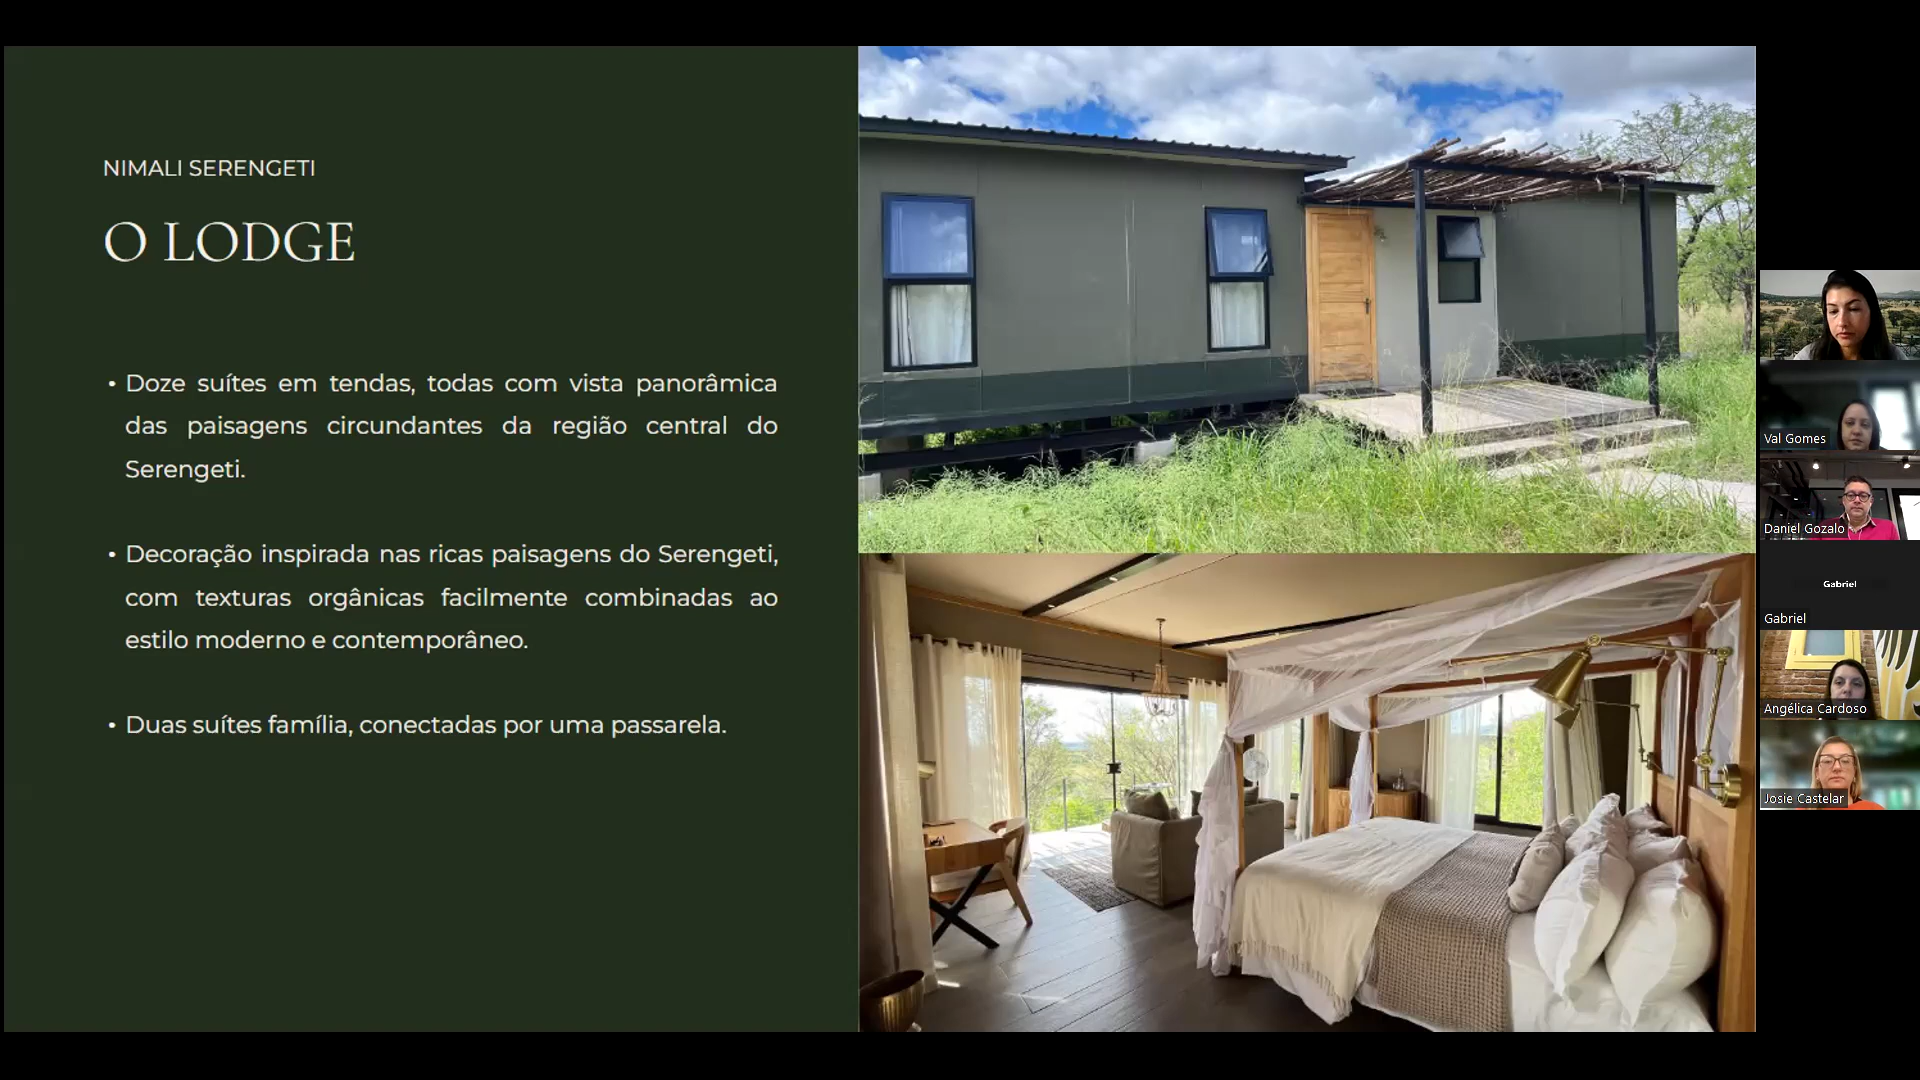 NIMALI SERENGETI
O LODGE
• Doze suítes em tendas, todas com vista panorâmica
das paisagens circundantes da região central do
Serengeti.
• Decoração inspirada nas ricas paisagens do Serengeti,
com texturas orgânicas facilmente combinadas ao
estilo moderno e contemporâneo.
• Duas suítes família, conectadas por uma passarela.
Val Gomes
Daniel Gozalo
Gabriel
Gabriel
Angélica Cardoso
Josie Castelar